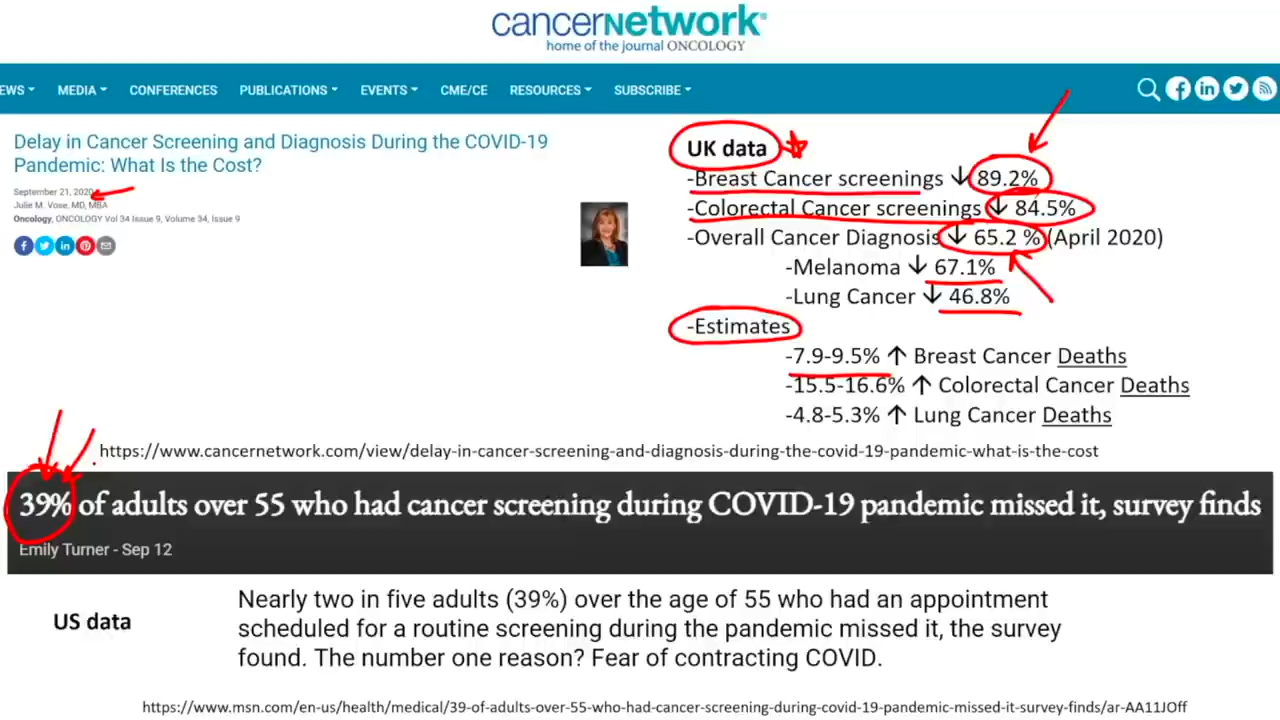 cancerNetwork®
home of the journal ONCOLOGY
EWS MEDIA CONFERENCES PUBLICATIONS EVENTS CME/CE RESOURCES SUBSCRIBE
Delay in Cancer Screening and Diagnosis During the COVID-19
Pandemic: What Is the Cost?
September 21, 2020
Julie M. Vose, MD, MBA
Oncology, ONCOLOGY Vol 34 Issue 9, Volume 34, Issue 9
UK data
-Breast Cancer screenings ↓ 89.2%
-Colorectal Cancer screenings ↓ 84.5%
-Overall Cancer Diagnosis ↓ 65.2 % (April 2020)
-Melanoma ↓ 67.1%
-Lung Cancer ↓ 46.8%
-Estimates
-7.9-9.5% ↑ Breast Cancer Deaths
-15.5-16.6% ↑ Colorectal Cancer Deaths
-4.8-5.3% ↑ Lung Cancer Deaths
https://www.cancernetwork.com/view/delay-in-cancer-screening-and-diagnosis-during-the-covid-19-pandemic-what-is-the-cost
39% of adults over 55 who had cancer screening during COVID-19 pandemic missed it, survey finds
Emily Turner - Sep 12
US data
Nearly two in five adults (39%) over the age of 55 who had an appointment
scheduled for a routine screening during the pandemic missed it, the survey
found. The number one reason? Fear of contracting COVID.
https://www.msn.com/en-us/health/medical/39-of-adults-over-55-who-had-cancer-screening-during-covid-19-pandemic-missed-it-survey-finds/ar-AA11JOff